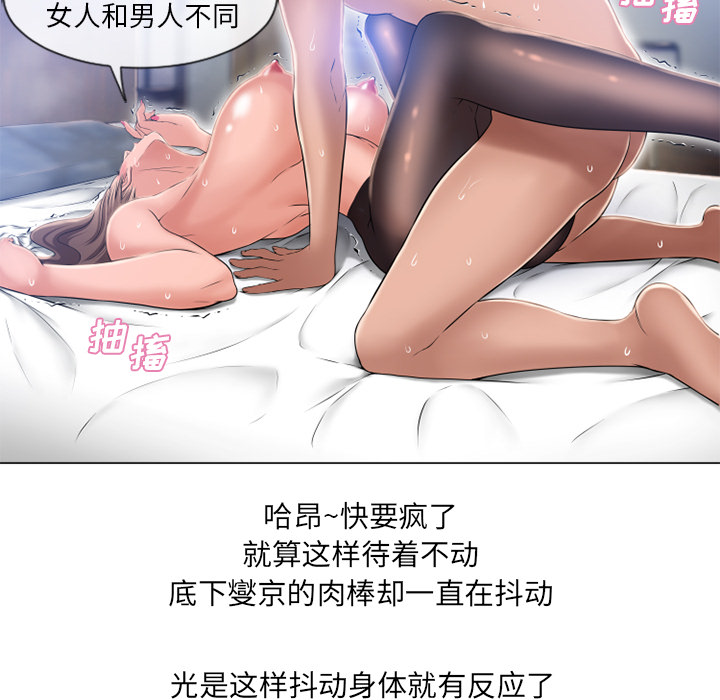 女人和男人不同
抽搐
抽搐
哈昂~快要疯了
就算这样待着不动
底下燮京的肉棒却一直在抖动
光是这样抖动身体就有反应了